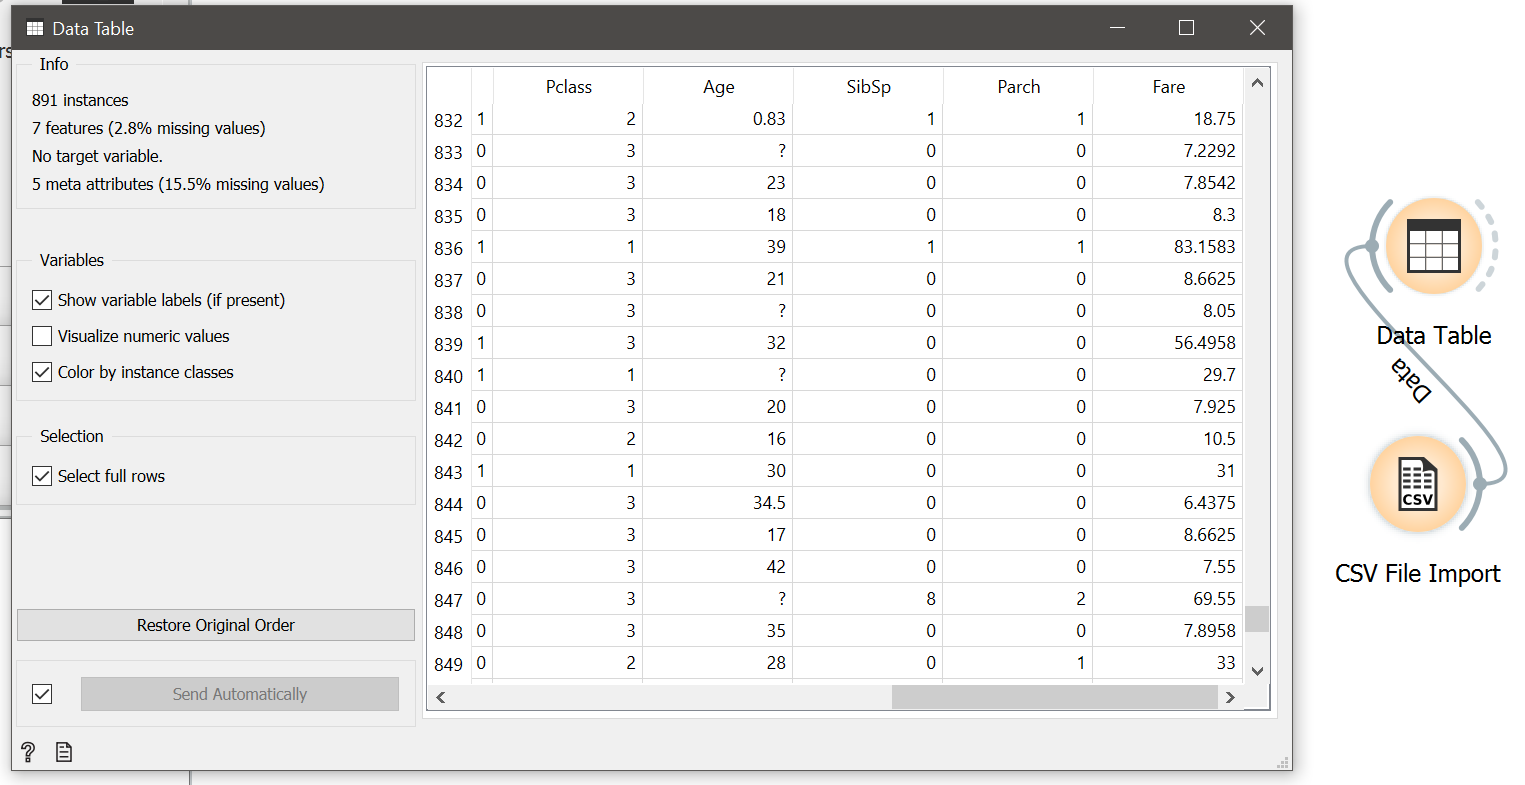 Data Table
Info
891 instances
7 features (2.8% missing values)
No target variable.
5 meta attributes (15.5% missing values)
Variables
Show variable labels (if present)
Visualize numeric values
Color by instance classes
Selection
Select full rows
Restore Original Order
Send Automatically
?
Pclass Age SibSp Parch Fare
832 1 2 0.83 1 1 18.75
833 0 3 ? 0 0 7.2292
834 0 3 23 0 0 7.8542
835 0 3 18 0 0 8.3
836 1 1 39 1 1 83.1583
837 0 3 21 0 0 8.6625
838 0 3 ? 0 0 8.05
839 1 3 32 0 0 56.4958
840 1 1 ? 0 0 29.7
841 0 3 20 0 0 7.925
842 0 2 16 0 0 10.5
843 1 1 30 0 0 31
844 0 3 34.5 0 0 6.4375
845 0 3 17 0 0 8.6625
846 0 3 42 0 0 7.55
847 0 3 ? 8 2 69.55
848 0 3 35 0 0 7.8958
849 0 2 28 0 1 33
Data Table
Data
CSV
CSV File Import